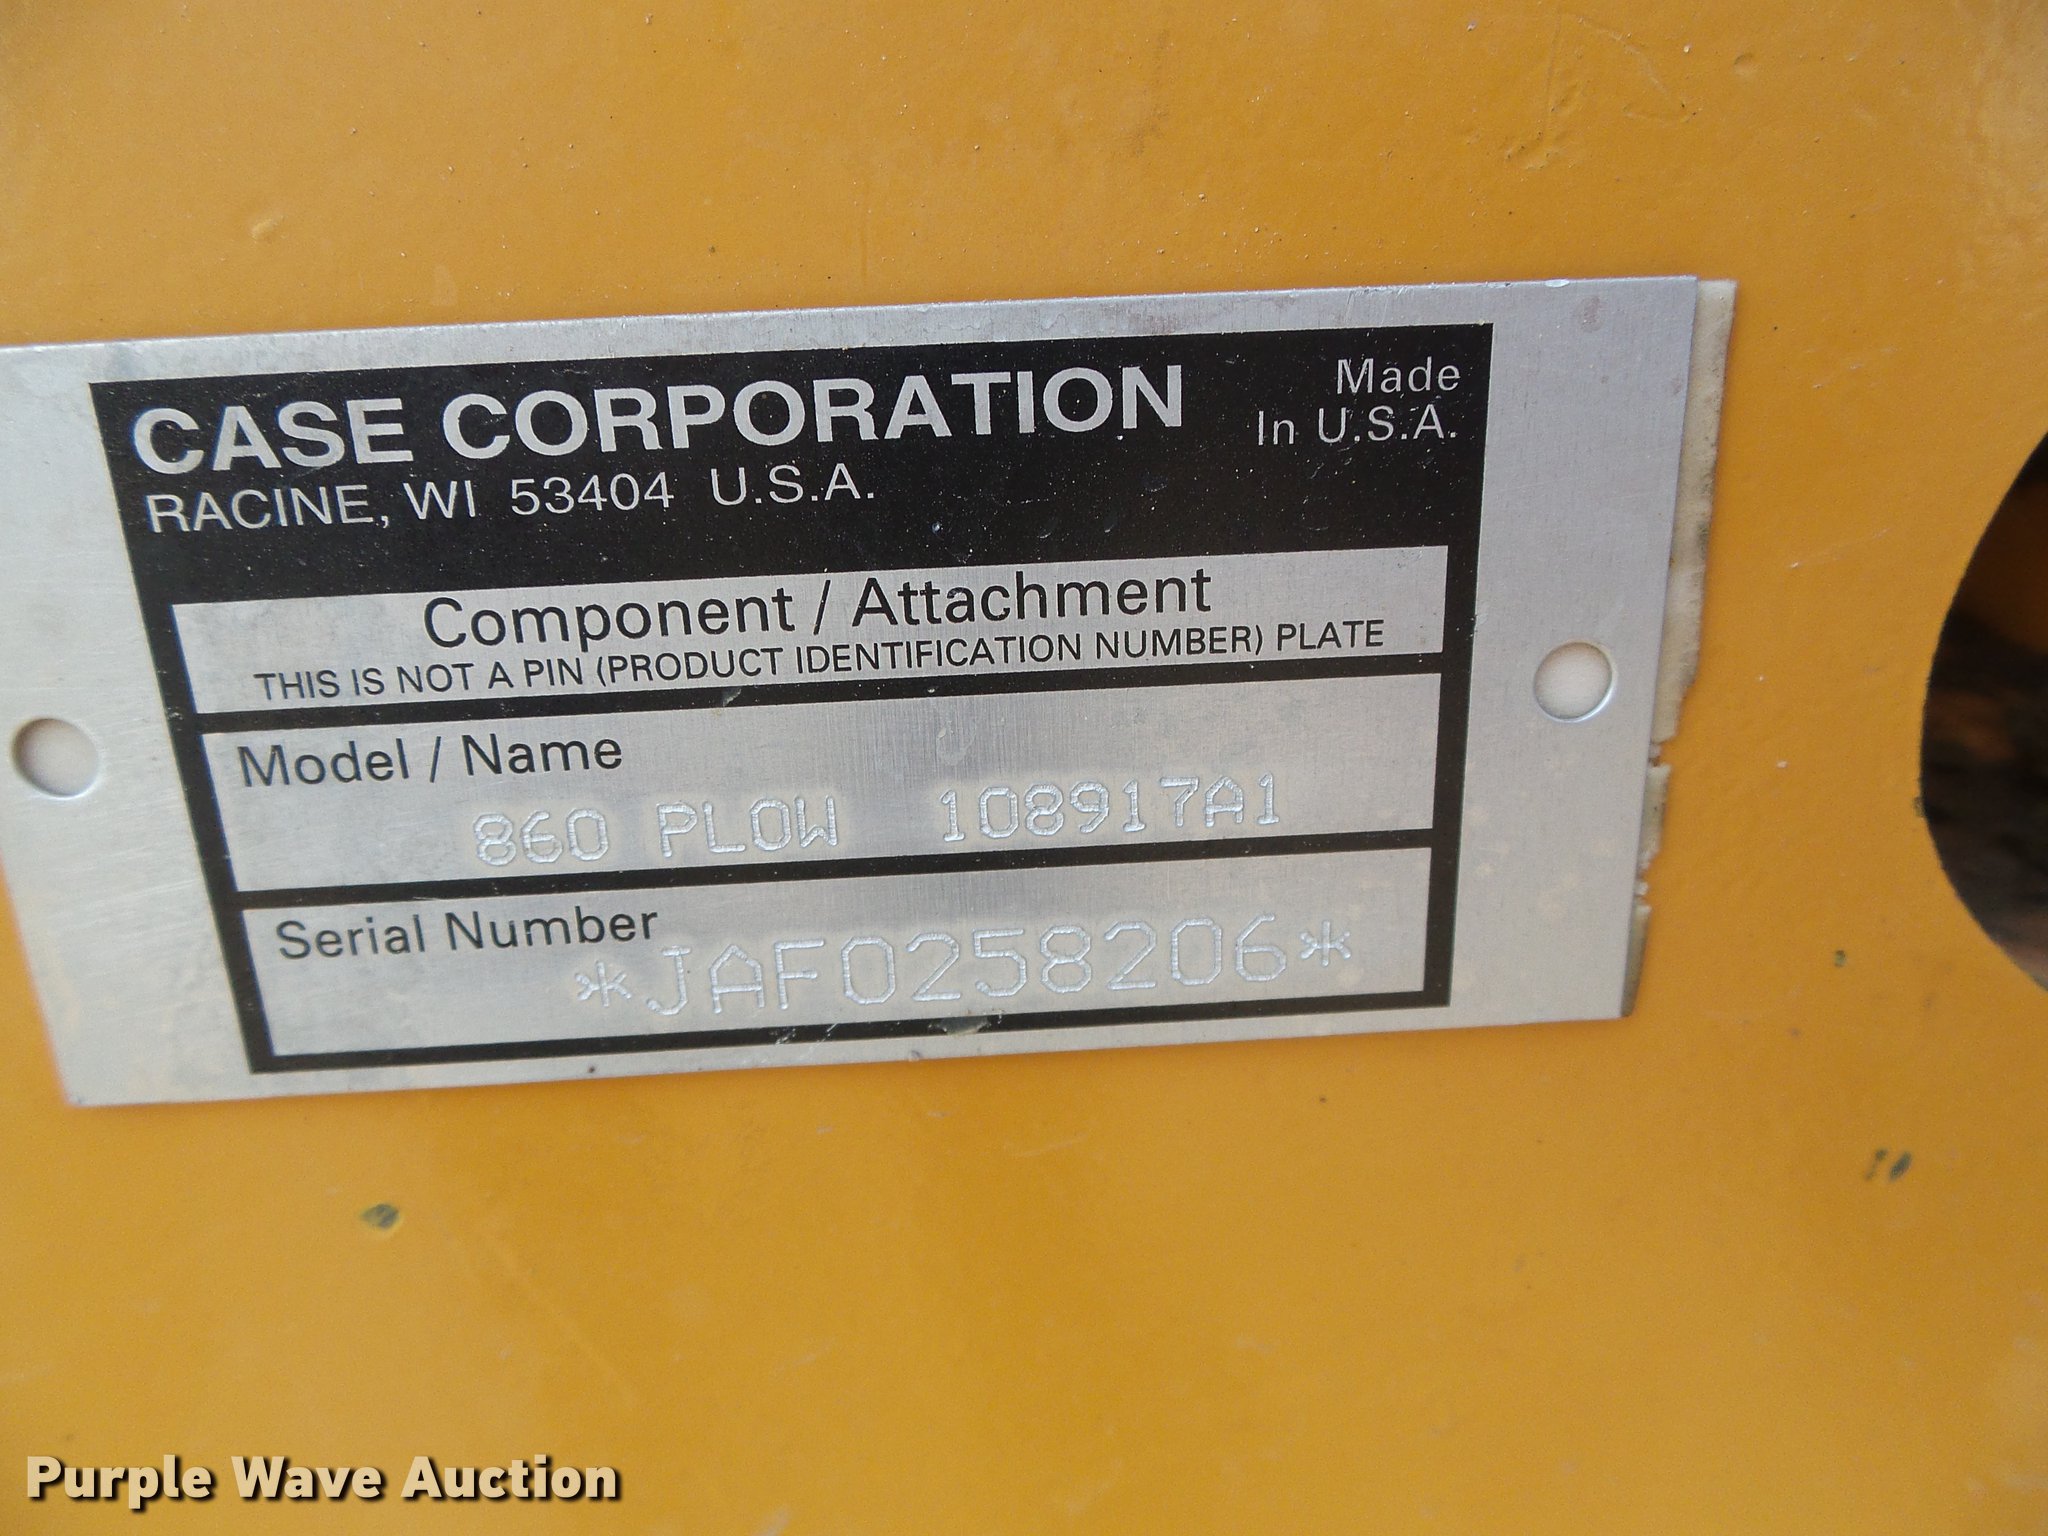 CASE CORPORATION
RACINE, WI 53404 U.S.A.
Made
In U.S.A.
Component / Attachment
THIS IS NOT A PIN (PRODUCT IDENTIFICATION NUMBER) PLATE
Model / Name
860 PLOW 108917A1
Serial Number
*JAF0258206*
Purple Wave Auction